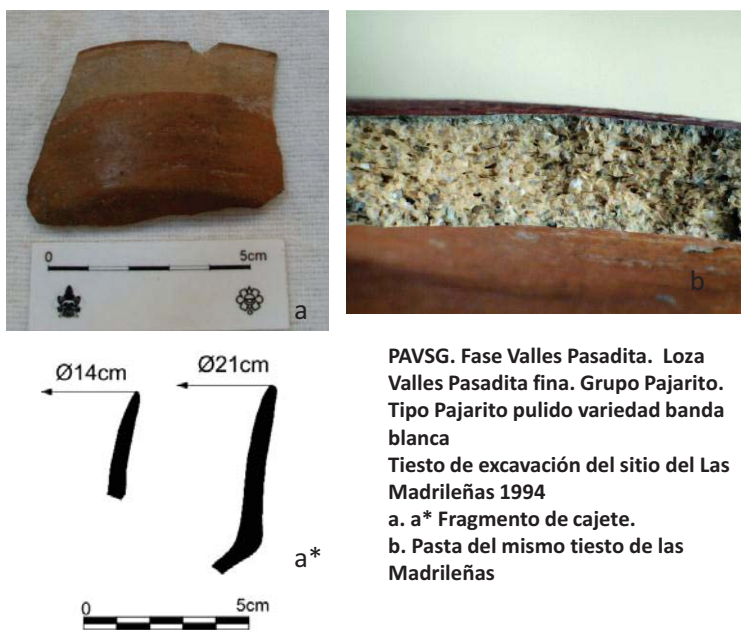 0 5cm
a
b
Ø14cm Ø21cm
a*
0 5cm
PAVSG. Fase Valles Pasadita. Loza
Valles Pasadita fina. Grupo Pajarito.
Tipo Pajarito pulido variedad banda
blanca
Tiesto de excavación del sitio del Las
Madrileñas 1994
a. a* Fragmento de cajete.
b. Pasta del mismo tiesto de las
Madrileñas